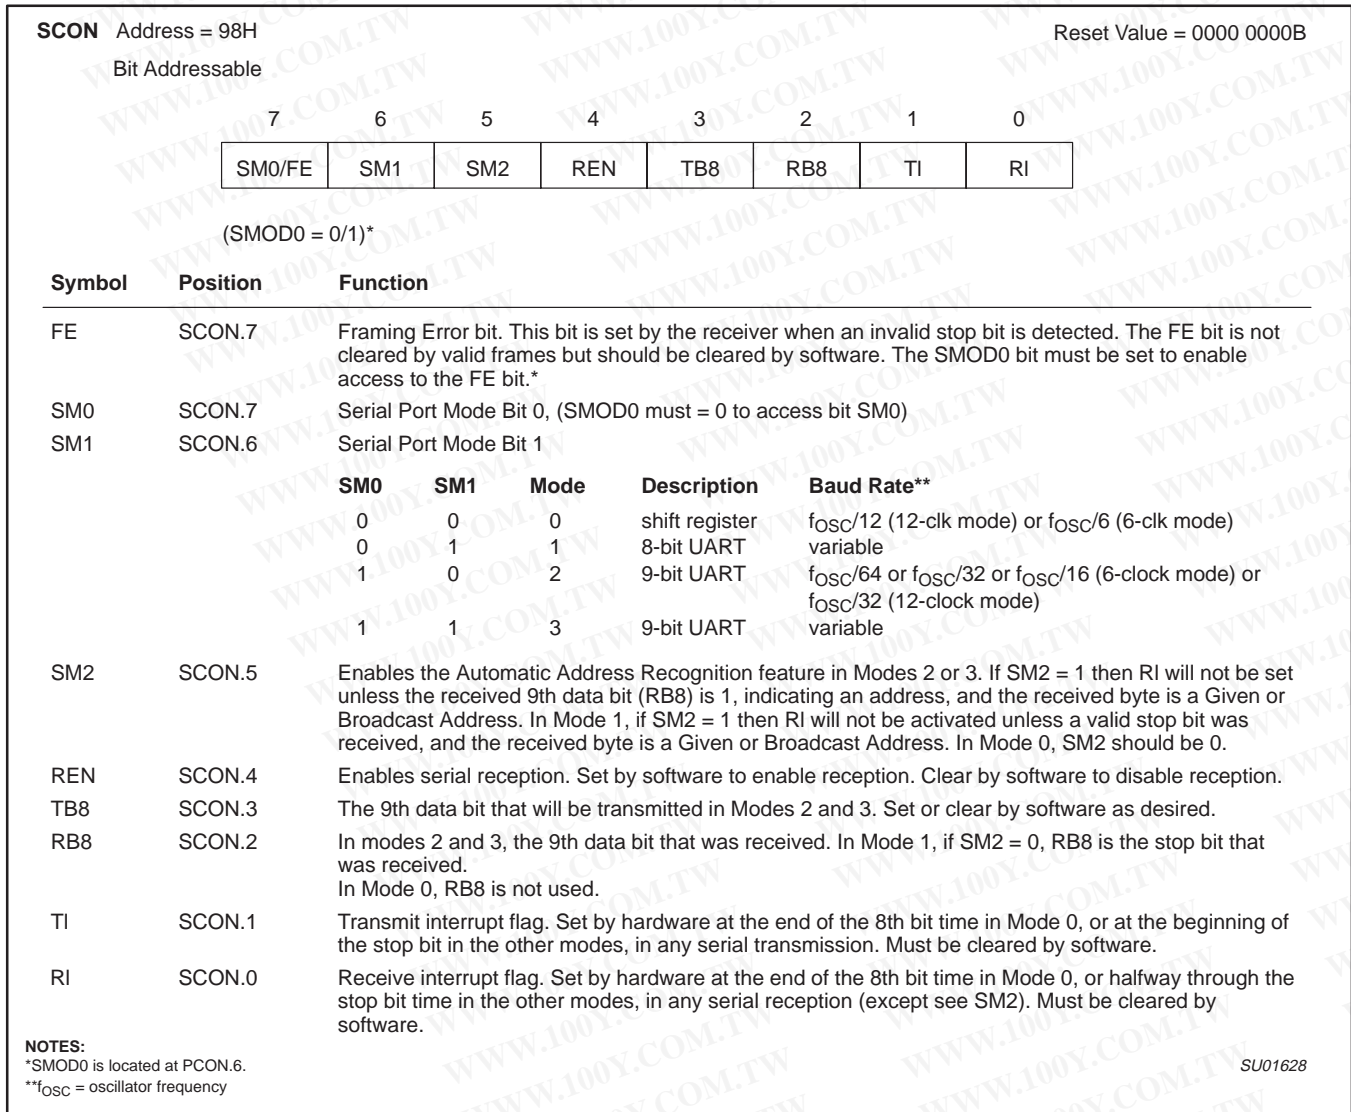 SCON Address = 98H Reset Value = 0000 0000B
Bit Addressable
7 6 5 4 3 2 1 0
SM0/FE SM1 SM2 REN TB8 RB8 TI RI
(SMOD0 = 0/1)*
Symbol Position Function
FE SCON.7 Framing Error bit. This bit is set by the receiver when an invalid stop bit is detected. The FE bit is not
cleared by valid frames but should be cleared by software. The SMOD0 bit must be set to enable
access to the FE bit.*
SM0 SCON.7 Serial Port Mode Bit 0, (SMOD0 must = 0 to access bit SM0)
SM1 SCON.6 Serial Port Mode Bit 1
SM0 SM1 Mode Description Baud Rate**
0 0 0 shift register fOSC/12 (12-clk mode) or fOSC/6 (6-clk mode)
0 1 1 8-bit UART variable
1 0 2 9-bit UART fOSC/64 or fOSC/32 or fOSC/16 (6-clock mode) or
fOSC/32 (12-clock mode)
1 1 3 9-bit UART variable
SM2 SCON.5 Enables the Automatic Address Recognition feature in Modes 2 or 3. If SM2 = 1 then RI will not be set
unless the received 9th data bit (RB8) is 1, indicating an address, and the received byte is a Given or
Broadcast Address. In Mode 1, if SM2 = 1 then RI will not be activated unless a valid stop bit was
received, and the received byte is a Given or Broadcast Address. In Mode 0, SM2 should be 0.
REN SCON.4 Enables serial reception. Set by software to enable reception. Clear by software to disable reception.
TB8 SCON.3 The 9th data bit that will be transmitted in Modes 2 and 3. Set or clear by software as desired.
RB8 SCON.2 In modes 2 and 3, the 9th data bit that was received. In Mode 1, if SM2 = 0, RB8 is the stop bit that
was received.
In Mode 0, RB8 is not used.
TI SCON.1 Transmit interrupt flag. Set by hardware at the end of the 8th bit time in Mode 0, or at the beginning of
the stop bit in the other modes, in any serial transmission. Must be cleared by software.
RI SCON.0 Receive interrupt flag. Set by hardware at the end of the 8th bit time in Mode 0, or halfway through the
stop bit time in the other modes, in any serial reception (except see SM2). Must be cleared by
software.
NOTES:
*SMOD0 is located at PCON.6.
**fOSC = oscillator frequency
SU01628
WWW.100Y.COM.TW